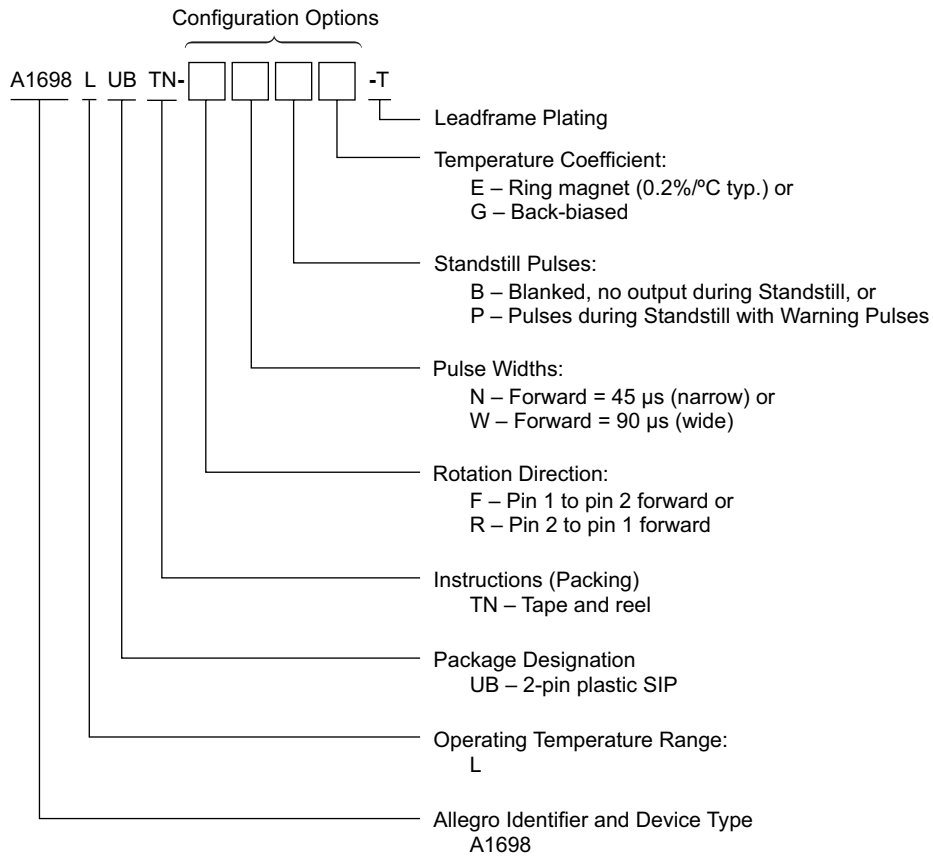 Configuration Options
A1698 L UB TN- -T
Leadframe Plating
Temperature Coefficient:
E – Ring magnet (0.2%/ºC typ.) or
G – Back-biased
Standstill Pulses:
B – Blanked, no output during Standstill, or
P – Pulses during Standstill with Warning Pulses
Pulse Widths:
N – Forward = 45 µs (narrow) or
W – Forward = 90 µs (wide)
Rotation Direction:
F – Pin 1 to pin 2 forward or
R – Pin 2 to pin 1 forward
Instructions (Packing)
TN – Tape and reel
Package Designation
UB – 2-pin plastic SIP
Operating Temperature Range:
L
Allegro Identifier and Device Type
A1698